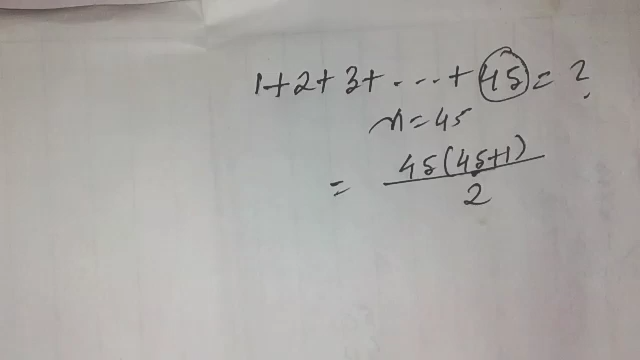 1+2+3+ - - - + 45 = ?
n = 45
= 45(45+1) / 2